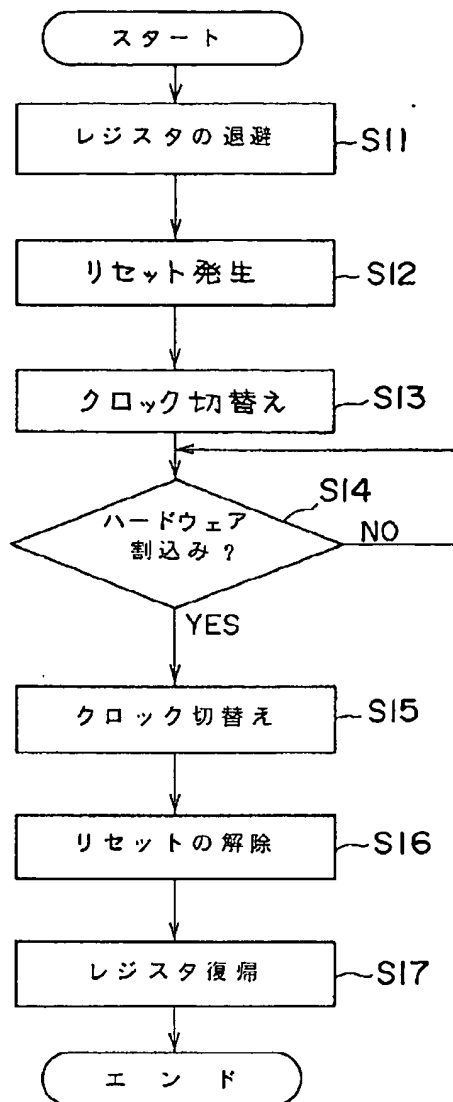 スタート
レジスタの退避
S11
リセット発生
S12
クロック切替え
S13
S14
ハードウェア
割込み?
NO
YES
クロック切替え
S15
リセットの解除
S16
レジスタ復帰
S17
エンド